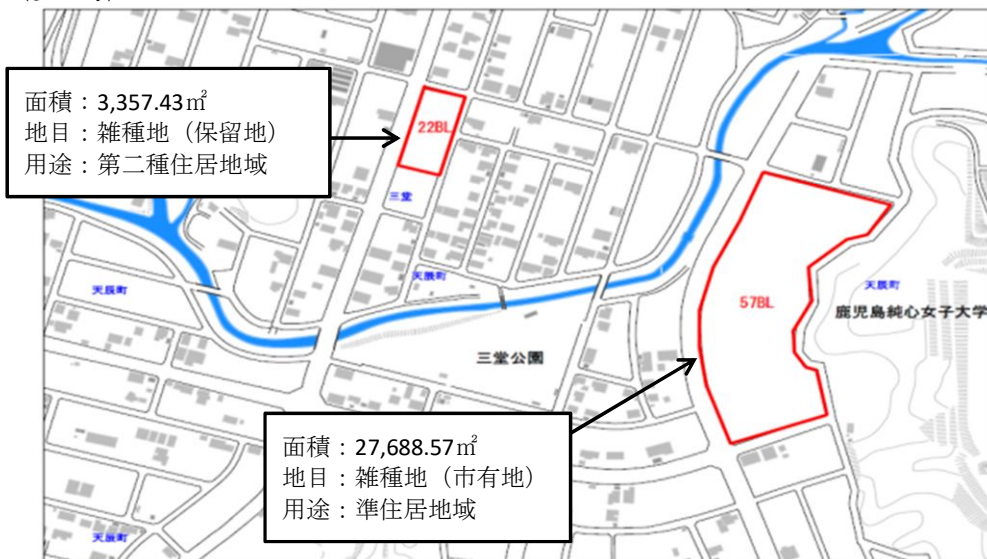 面積：3,357.43㎡
地目：雑種地（保留地）
用途：第二種住居地域
22BL
三堂
天辰町
天辰町
天辰町
57BL
鹿児島純心女子大学
三堂公園
面積：27,688.57㎡
地目：雑種地（市有地）
用途：準住居地域
天辰町